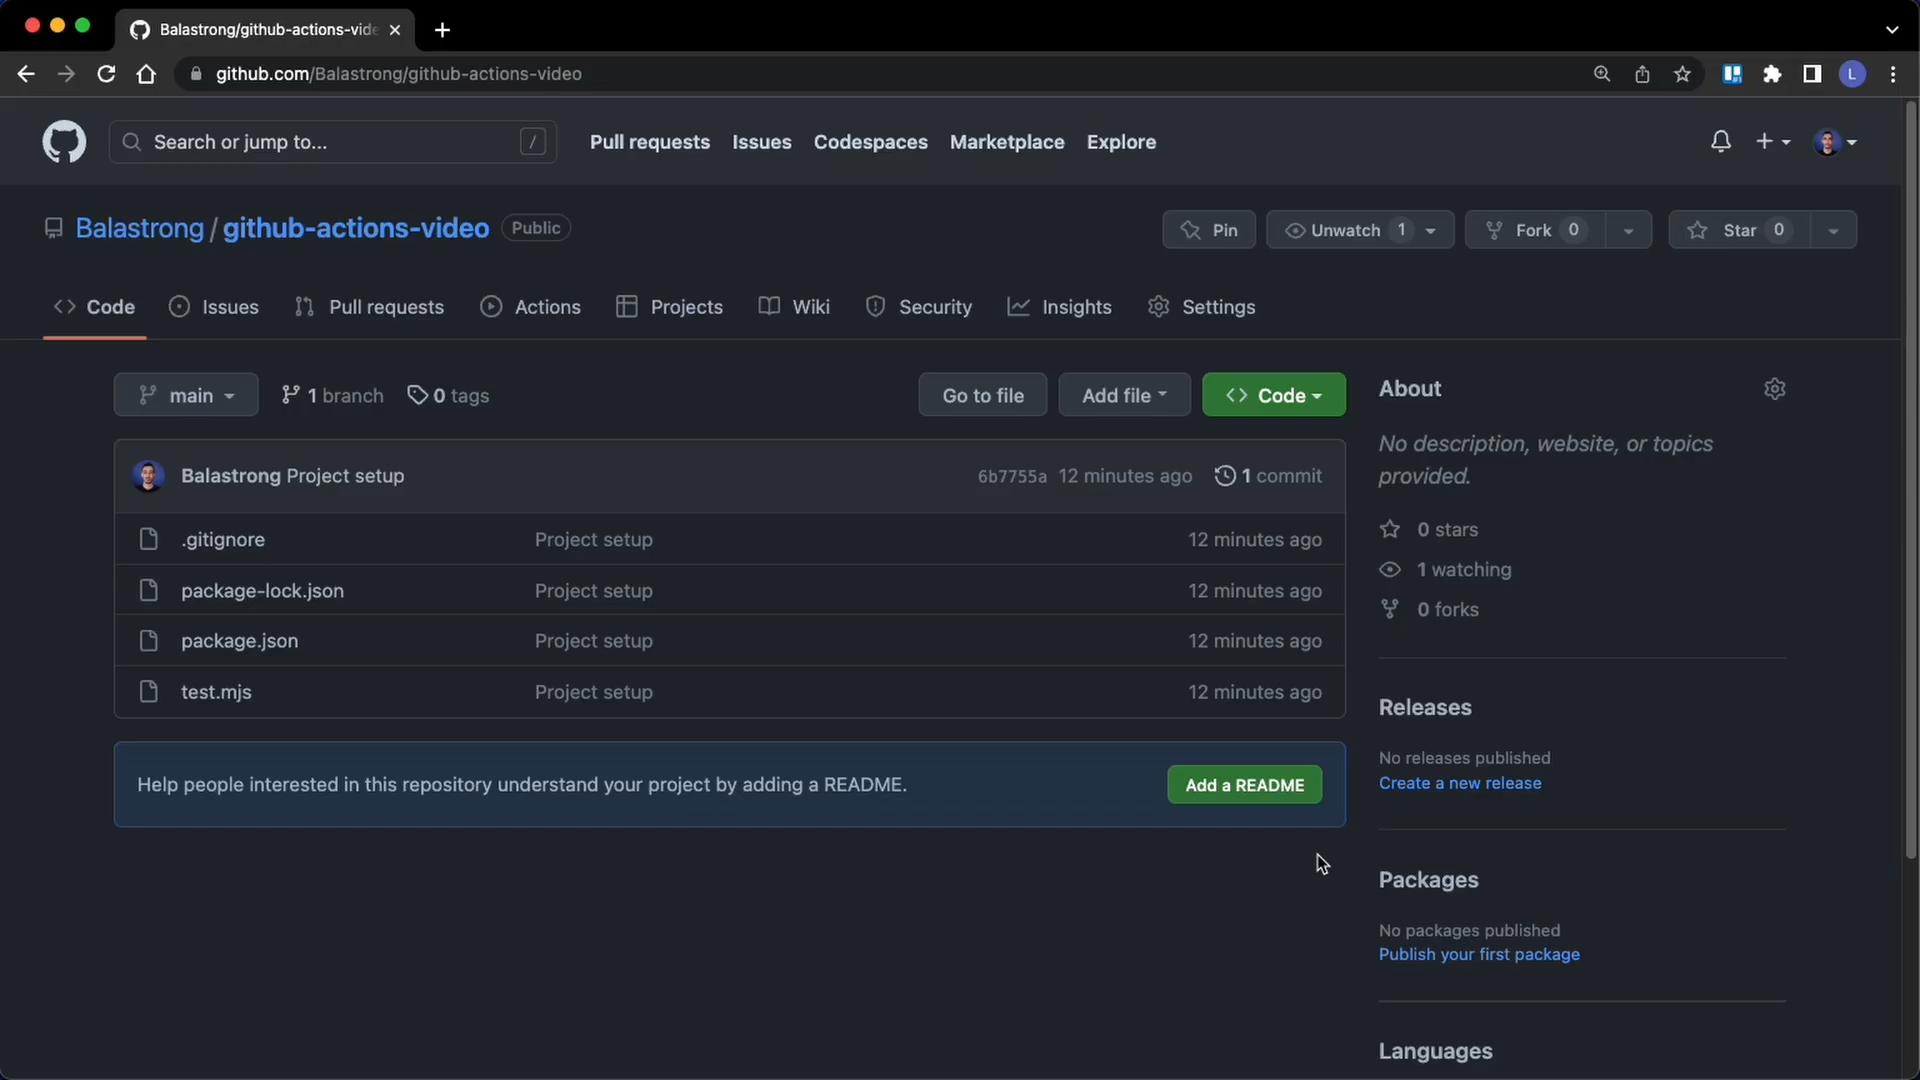 Balastrong/github-actions-vide
github.com/Balastrong/github-actions-video
L
Search or jump to... /
Pull requests Issues Codespaces Marketplace Explore
Balastrong / github-actions-video Public
Pin Unwatch 1 Fork 0 Star 0
Code Issues Pull requests Actions Projects Wiki Security Insights Settings
main 1 branch 0 tags Go to file Add file Code
Balastrong Project setup 6b7755a 12 minutes ago 1 commit
.gitignore Project setup 12 minutes ago
package-lock.json Project setup 12 minutes ago
package.json Project setup 12 minutes ago
test.mjs Project setup 12 minutes ago
Help people interested in this repository understand your project by adding a README. Add a README
About
No description, website, or topics
provided.
0 stars
1 watching
0 forks
Releases
No releases published
Create a new release
Packages
No packages published
Publish your first package
Languages